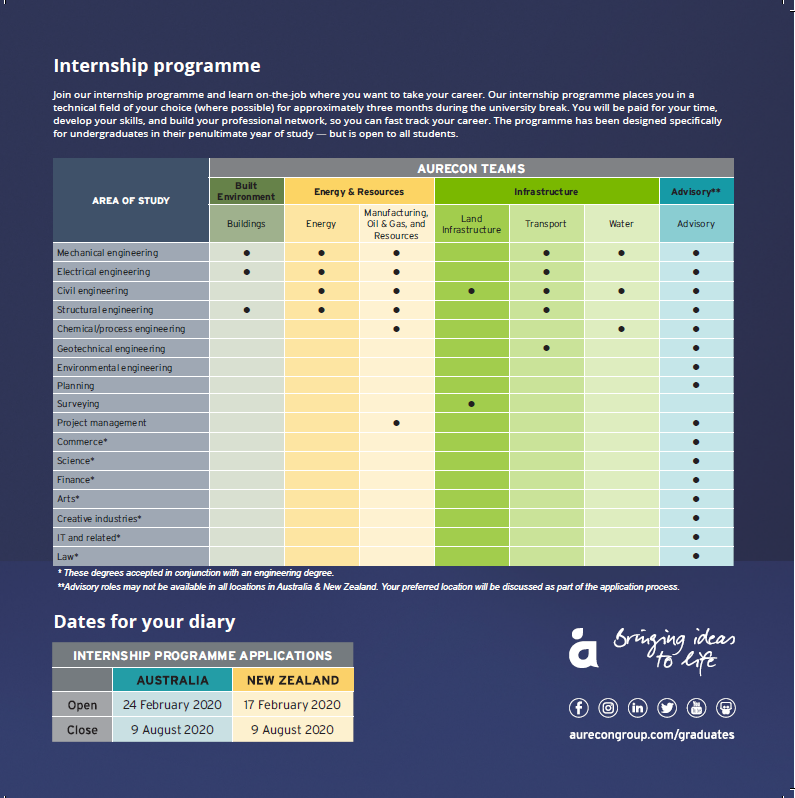 Internship programme
Join our internship programme and learn on-the-job where you want to take your career. Our internship programme places you in a
technical field of your choice (where possible) for approximately three months during the university break. You will be paid for your time,
develop your skills, and build your professional network, so you can fast track your career. The programme has been designed specifically
for undergraduates in their penultimate year of study — but is open to all students.
AREA OF STUDY
AURECON TEAMS
Built
Environment
Energy & Resources
Infrastructure
Advisory**
Buildings
Energy
Manufacturing,
Oil & Gas, and
Resources
Land
Infrastructure
Transport
Water
Advisory
Mechanical engineering ● ● ● ● ● ●
Electrical engineering ● ● ● ● ●
Civil engineering ● ● ● ● ● ●
Structural engineering ● ● ● ● ●
Chemical/process engineering ● ● ●
Geotechnical engineering ● ●
Environmental engineering ●
Planning ●
Surveying ●
Project management ● ●
Commerce* ●
Science* ●
Finance* ●
Arts* ●
Creative industries* ●
IT and related* ●
Law* ●
* These degrees accepted in conjunction with an engineering degree.
**Advisory roles may not be available in all locations in Australia & New Zealand. Your preferred location will be discussed as part of the application process.
Dates for your diary
INTERNSHIP PROGRAMME APPLICATIONS
AUSTRALIA NEW ZEALAND
Open 24 February 2020 17 February 2020
Close 9 August 2020 9 August 2020
a
Bringing ideas
to life
f in You Tube
aurecongroup.com/graduates